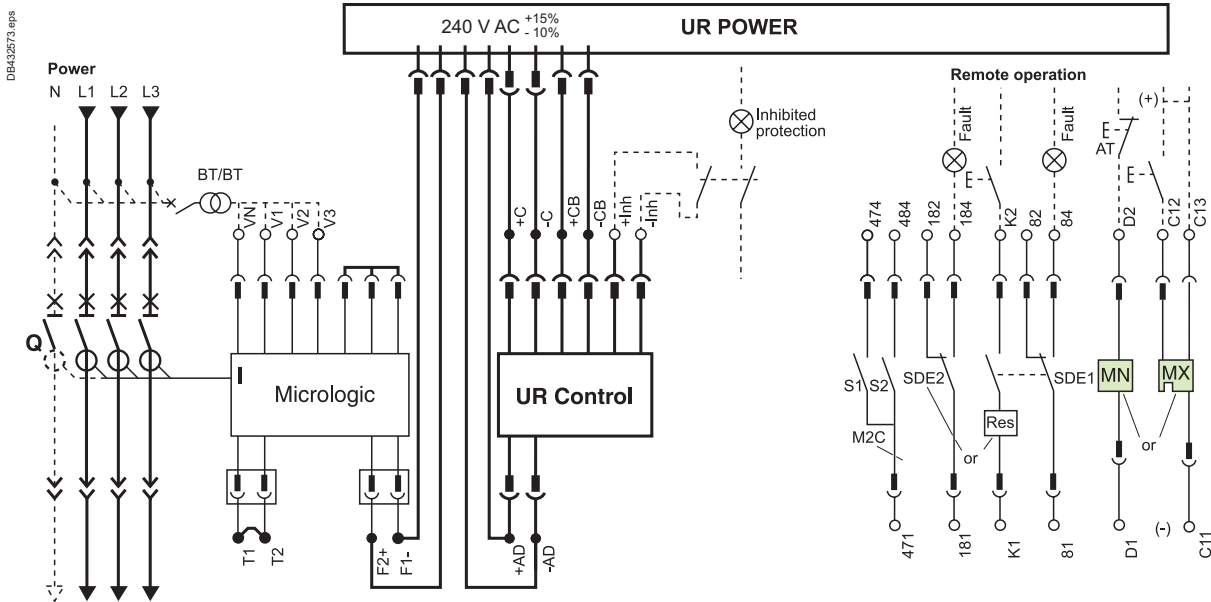 DB432573.eps
240 V AC +15% - 10%
UR POWER
Power
N L1 L2 L3
BT/BT
VN
V1
V2
V3
+C
-C
+CB
-CB
+Inh
-Inh
Inhibited
protection
Remote operation
Fault
Fault
(+)
E
AT
E
E
474
484
182
184
K2
82
84
D2
C12
C13
Q
I
Micrologic
UR Control
S1 S2
SDE2
SDE1
MN
MX
Res
M2C
or
or
T1
T2
F2+
F1-
+AD
-AD
471
181
K1
81
D1
(-)
C11